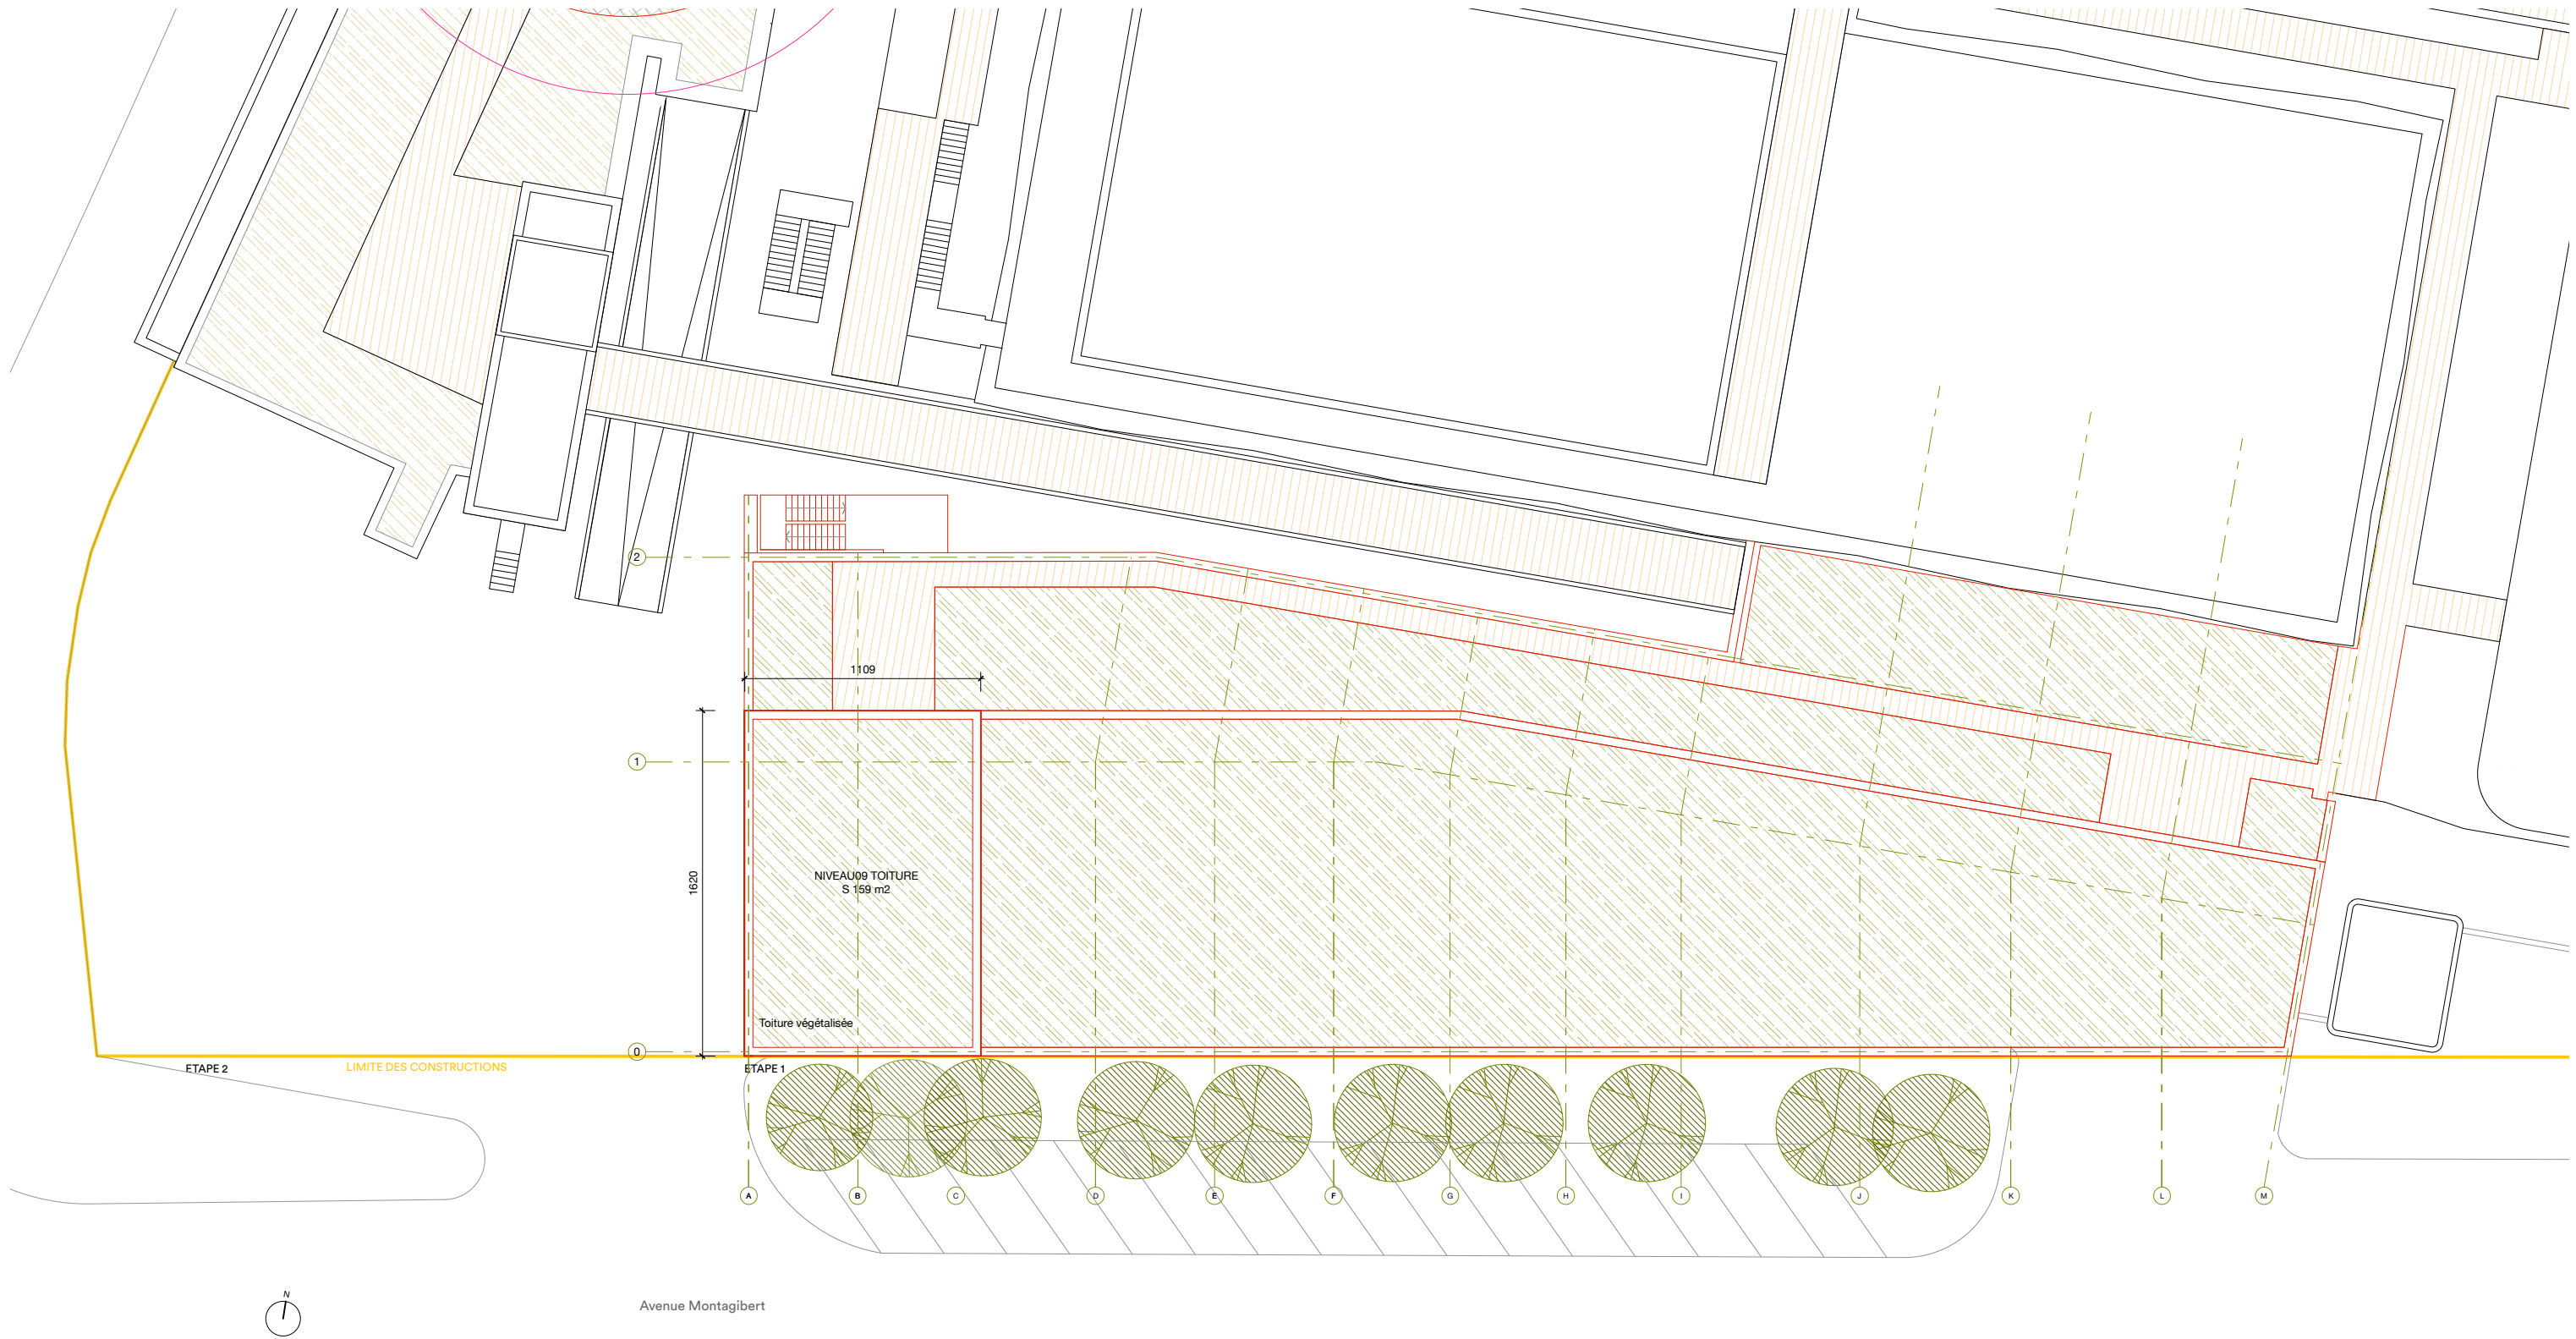 2
1109
1
1620
NIVEAU09 TOITURE
S 159 m2
Toiture végétalisée
0
ETAPE 2
LIMITE DES CONSTRUCTIONS
ETAPE 1
A B C D E F G H I J K L M
N
Avenue Montagibert